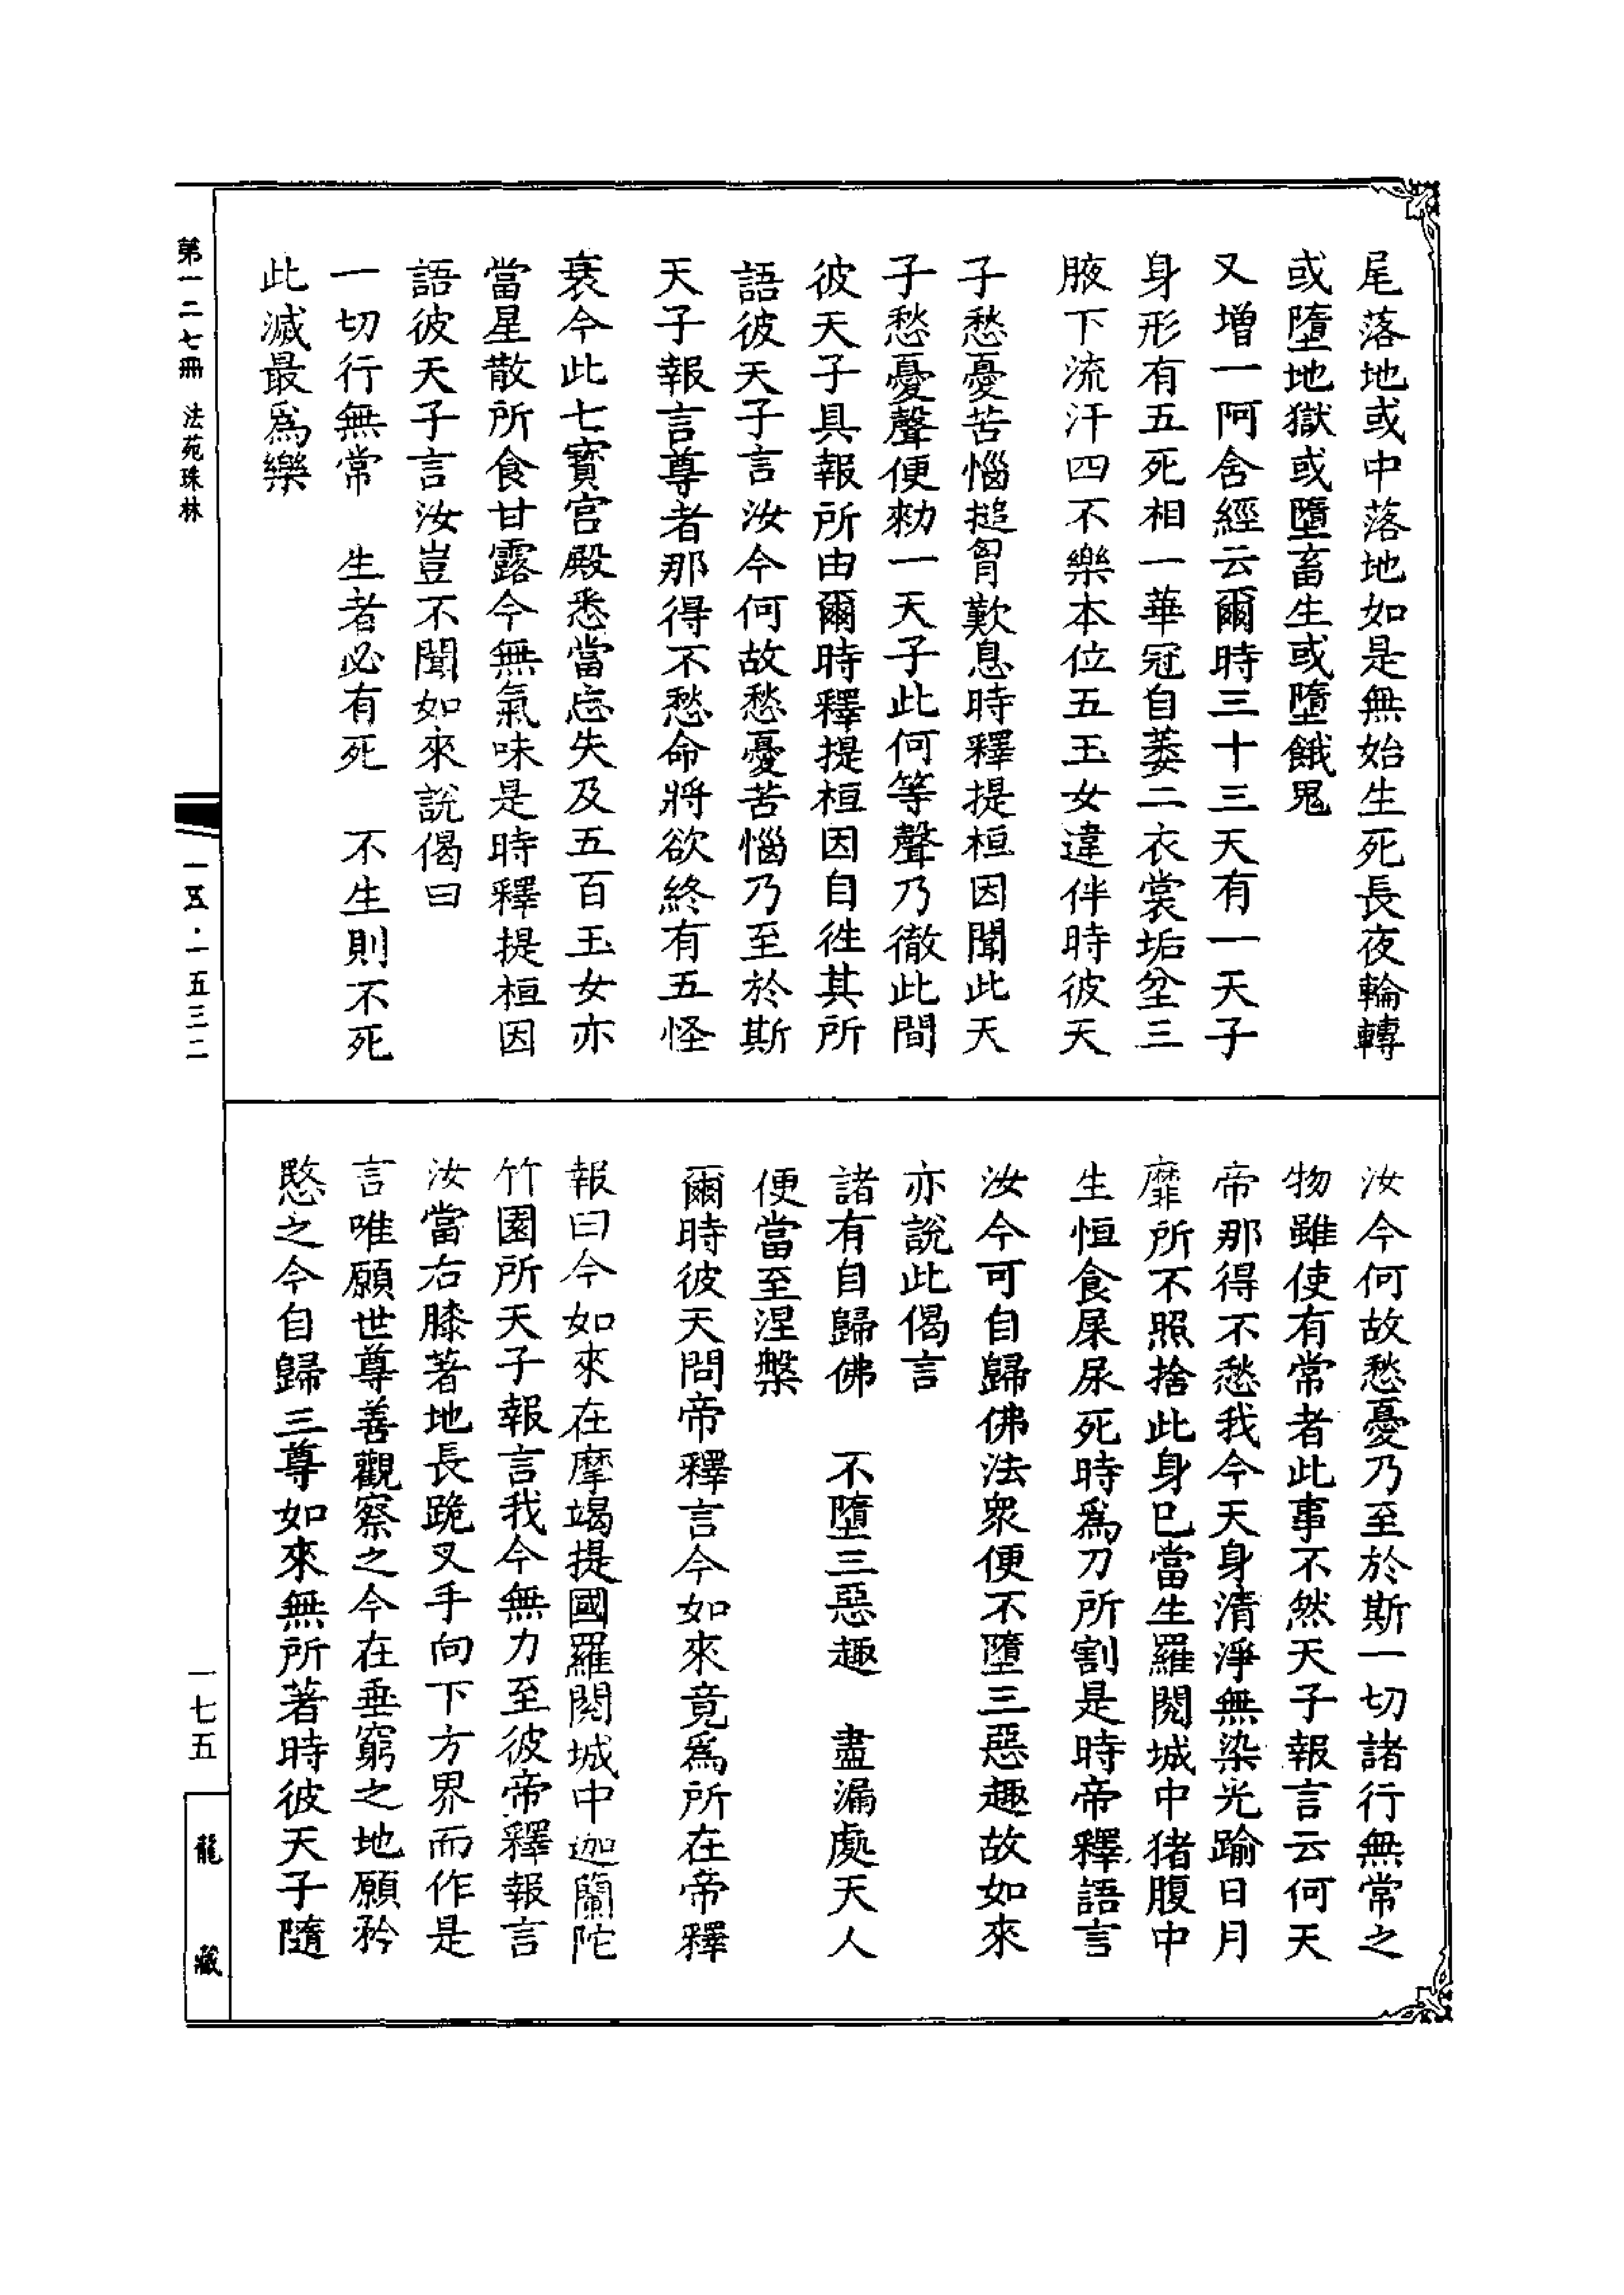 尾落地或中落地如是無始生死長夜輪轉
或墮地獄或墮畜生或墮餓鬼
又增一阿含經云爾時三十三天有一天子
身形有五死相一華冠自萎二衣裳垢坌三
腋下流汗四不樂本位五玉女違伴時彼天
子愁憂苦惱搥胷歎息時釋提桓因聞此天
子愁憂聲便勑一天子此何等聲乃徹此間
彼天子具報所由爾時釋提桓因自徃其所
語彼天子言汝今何故愁憂苦惱乃至於斯
天子報言尊者那得不愁命將欲終有五怪
衰今此七寳宫殿悉當忘失及五百玉女亦
當星散所食甘露今無氣味是時釋提桓因
語彼天子言汝豈不聞如來說偈曰
一切行無常　生者必有死　不生則不死
此滅最爲樂
汝今何故愁憂乃至於斯一切諸行無常之
物雖使有常者此事不然天子報言云何天
帝那得不愁我今天身清淨無染光踰日月
靡所不照捨此身已當生羅閱城中猪腹中
生恒食屎尿死時爲刀所割是時帝釋語言
汝今可自歸佛法衆便不墮三惡趣故如來
亦說此偈言
諸有自歸佛　不墮三惡趣　盡漏處天人
便當至涅槃
爾時彼天問帝釋言今如來竟爲所在帝釋
報曰今如來在摩竭提國羅閱城中迦蘭陀
竹園所天子報言我今無力至彼帝釋報言
汝當右膝著地長跪叉手向下方界而作是
言唯願世尊善觀察之今在垂窮之地願矜
愍之今自歸三尊如來無所著時彼天子隨
第一二七冊　法苑珠林
一五・一五三二
一七五
龍藏